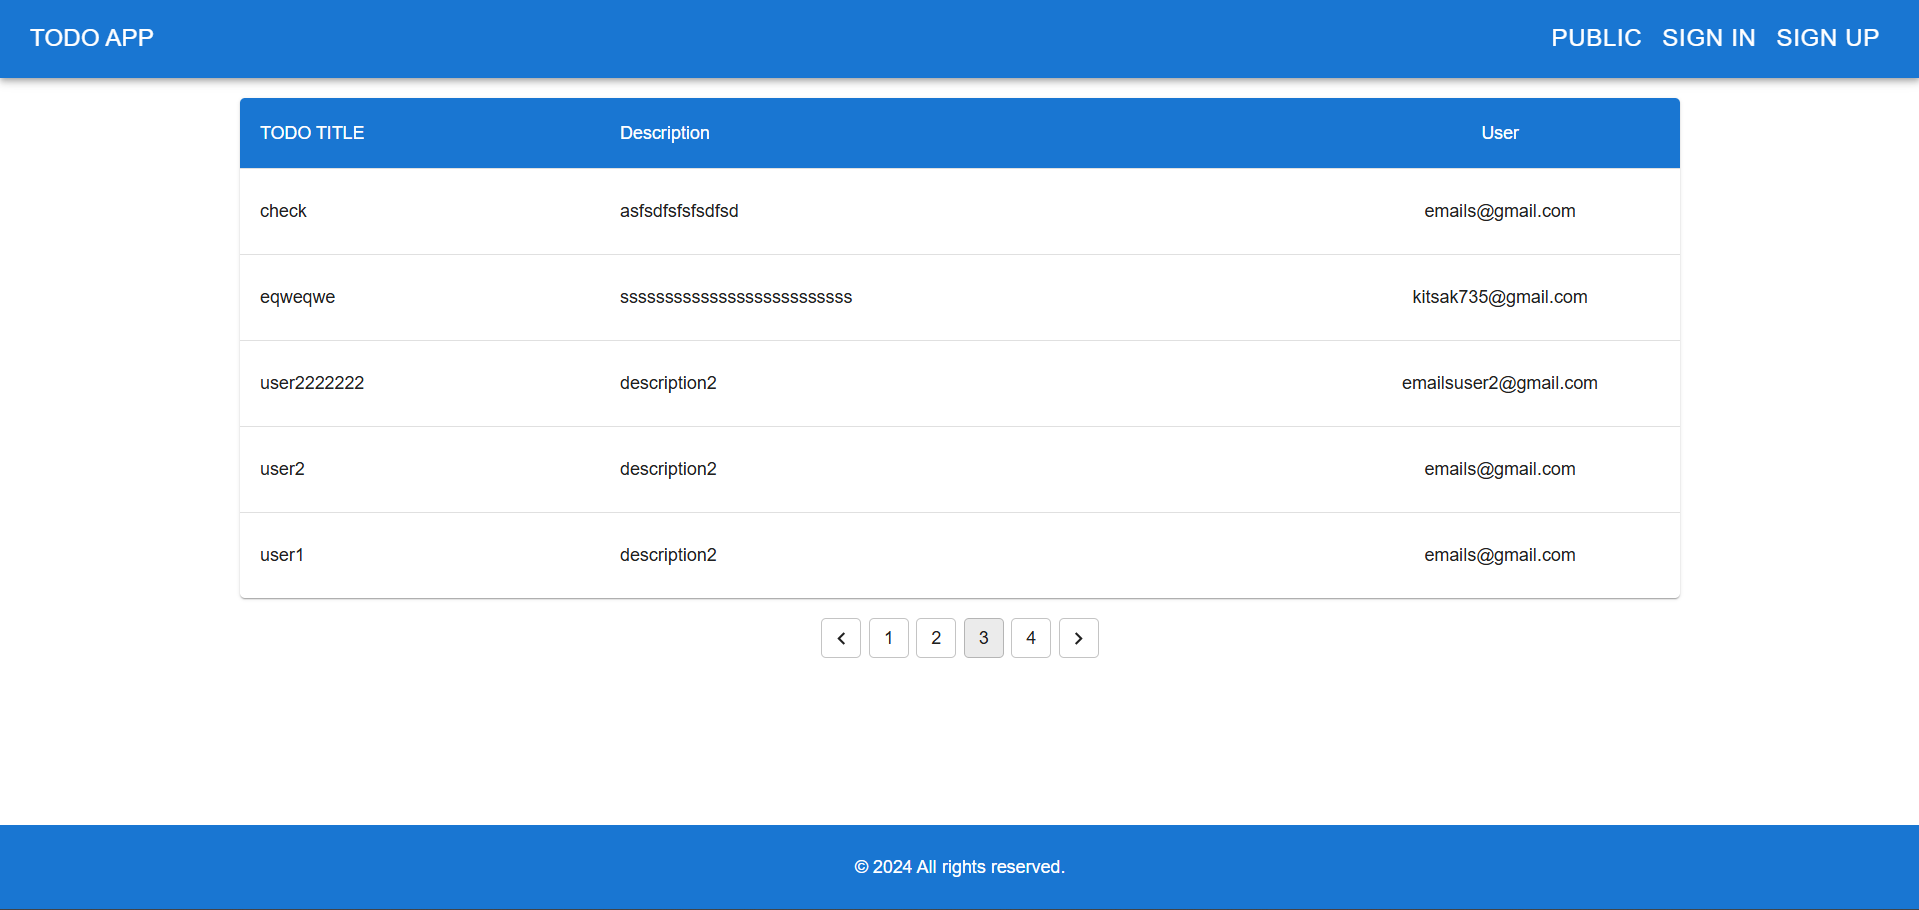 TODO APP PUBLIC SIGN IN SIGN UP
TODO TITLE Description User
check asfsdfsfsfsdfsd emails@gmail.com
eqweqwe ssssssssssssssssssssssssss kitsak735@gmail.com
user2222222 description2 emailsuser2@gmail.com
user2 description2 emails@gmail.com
user1 description2 emails@gmail.com
1 2 3 4
© 2024 All rights reserved.